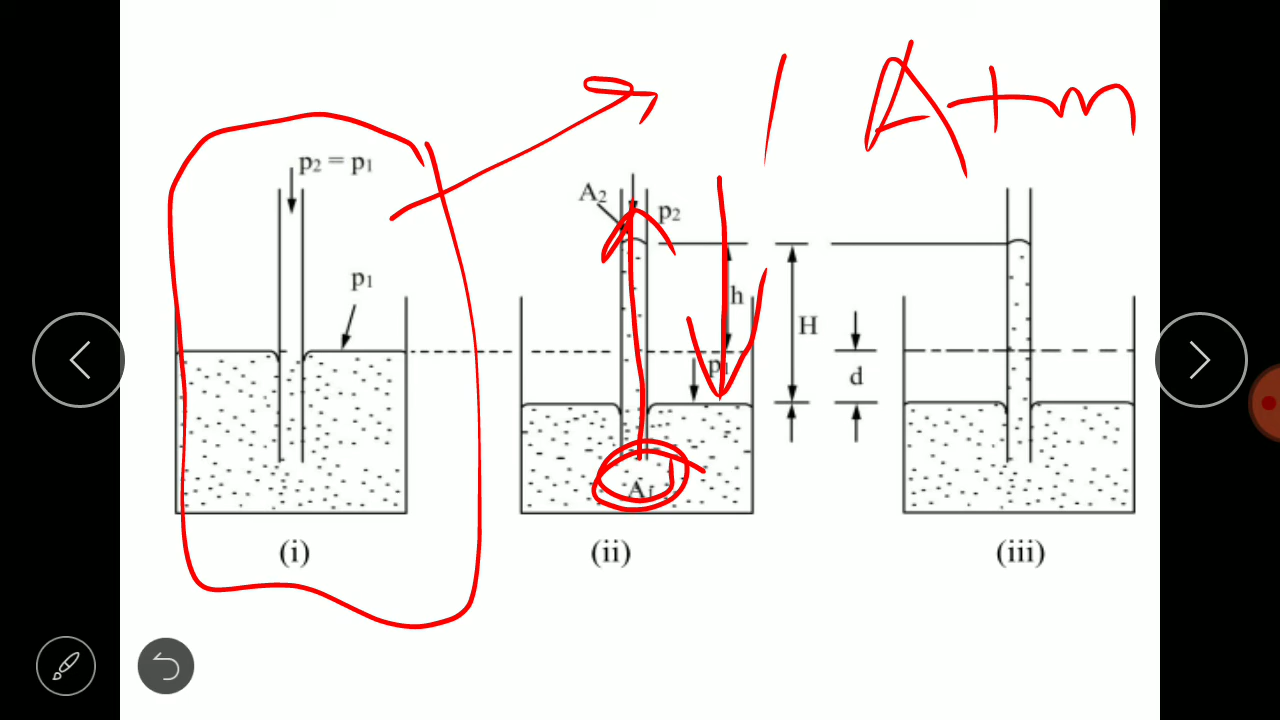 1 Atm
p₂ = p₁
A₂
p₂
p₁
h
H
p₁
d
A₁
(i)
(ii)
(iii)